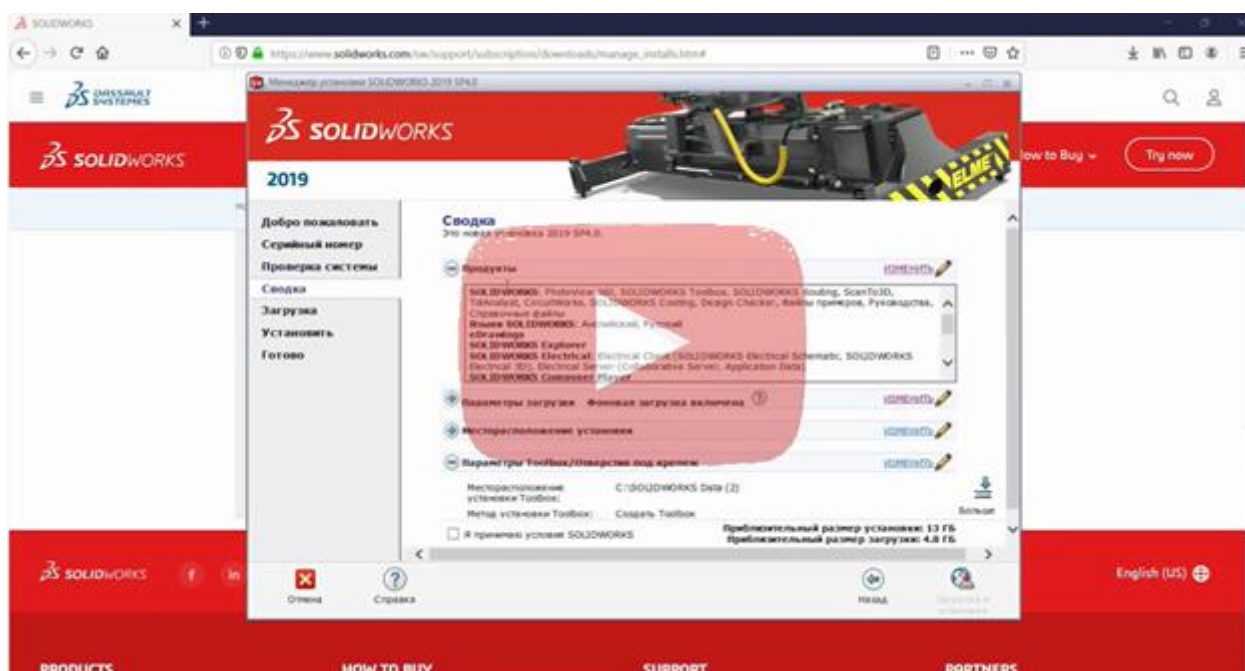 SOLIDWORKS
https://www.solidworks.com/sw/support/subscription/downloads/manage_installs.htm#
DASSAULT
SYSTEMES
SOLIDWORKS
How to Buy
Try now
Менеджер установки SOLIDWORKS 2019 SP4.0
SOLIDWORKS
ELME
2019
Добро пожаловать
Серийный номер
Проверка системы
Сводка
Загрузка
Установить
Готово
Сводка
Это новая установка 2019 SP4.0.
Продукты
ИЗМЕНИТЬ
SOLIDWORKS: PhotoView 360, SOLIDWORKS Toolbox, SOLIDWORKS Routing, ScanTo3D,
TolAnalyst, CircuitWorks, SOLIDWORKS Costing, Design Checker, Файлы примеров, Руководства,
Справочные файлы
Языки SOLIDWORKS: Английский, Русский
eDrawings
SOLIDWORKS Explorer
SOLIDWORKS Electrical: Electrical Client (SOLIDWORKS Electrical Schematic, SOLIDWORKS
Electrical 3D), Electrical Server (Collaborative Server, Application Data)
SOLIDWORKS Composer Player
Параметры загрузки Фоновая загрузка включена
ИЗМЕНИТЬ
Месторасположение установки
ИЗМЕНИТЬ
Параметры Toolbox/Отверстия под крепеж
ИЗМЕНИТЬ
Месторасположение
установки Toolbox:
C:\SOLIDWORKS Data (2)
Метод установки Toolbox: Создать Toolbox
Больше
Я принимаю условия SOLIDWORKS
Приблизительный размер установки: 13 Гб
Приблизительный размер загрузки: 4.8 Гб
Отмена
Справка
Назад
Загрузка и
установка
SOLIDWORKS
f
in
English (US)
PRODUCTS
HOW TO BUY
SUPPORT
PARTNERS